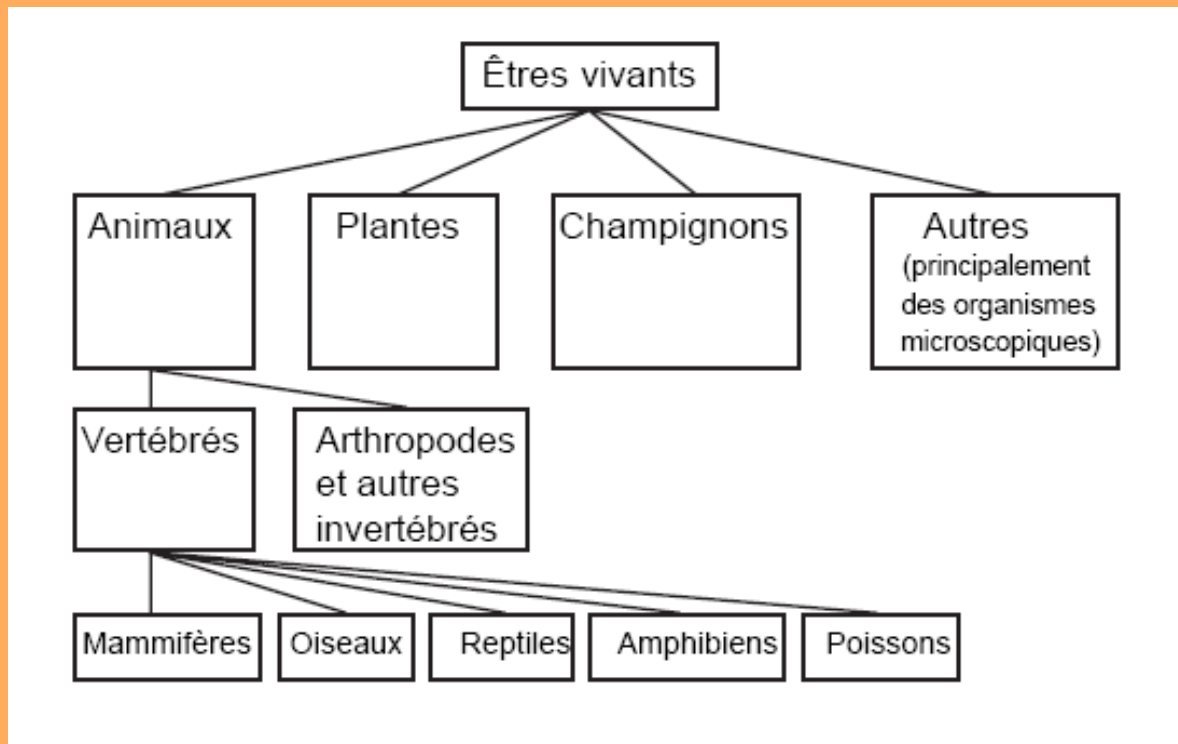 Êtres vivants
Animaux
Plantes
Champignons
Autres
(principalement
des organismes
microscopiques)
Vertébrés
Arthropodes
et autres
invertébrés
Mammifères
Oiseaux
Reptiles
Amphibiens
Poissons